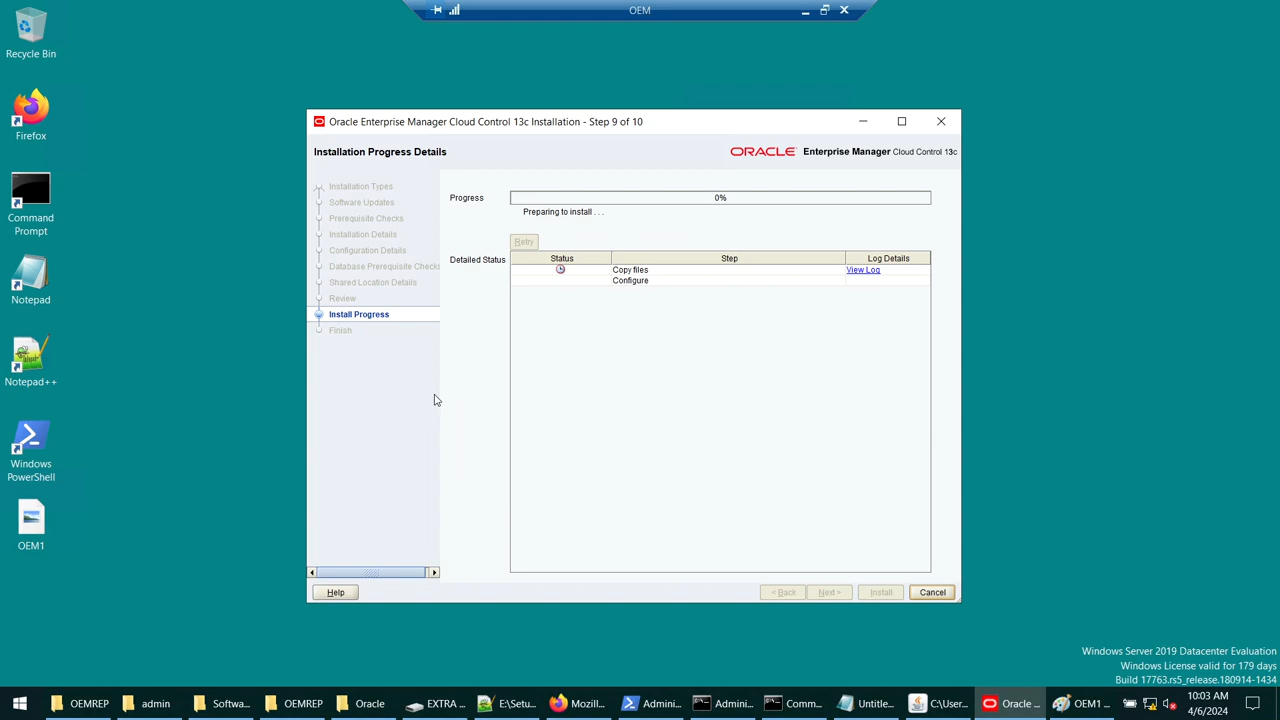 OEM
Recycle Bin
Firefox
Command
Prompt
Notepad
Notepad++
Windows
PowerShell
OEM1
Oracle Enterprise Manager Cloud Control 13c Installation - Step 9 of 10
Installation Progress Details
ORACLE Enterprise Manager Cloud Control 13c
Installation Types
Software Updates
Prerequisite Checks
Installation Details
Configuration Details
Database Prerequisite Checks
Shared Location Details
Review
Install Progress
Finish
Progress
0%
Preparing to install . . .
Retry
Detailed Status
Status Step Log Details
Copy files View Log
Configure
Help
< Back Next > Install Cancel
Windows Server 2019 Datacenter Evaluation
Windows License valid for 179 days
Build 17763.rs5_release.180914-1434
OEMREP admin Softwa... OEMREP Oracle EXTRA ... E:\Setu... Mozill... Admini... Admini... Comm... Untitle... C:\User... Oracle ... OEM1 ...
10:03 AM
4/6/2024